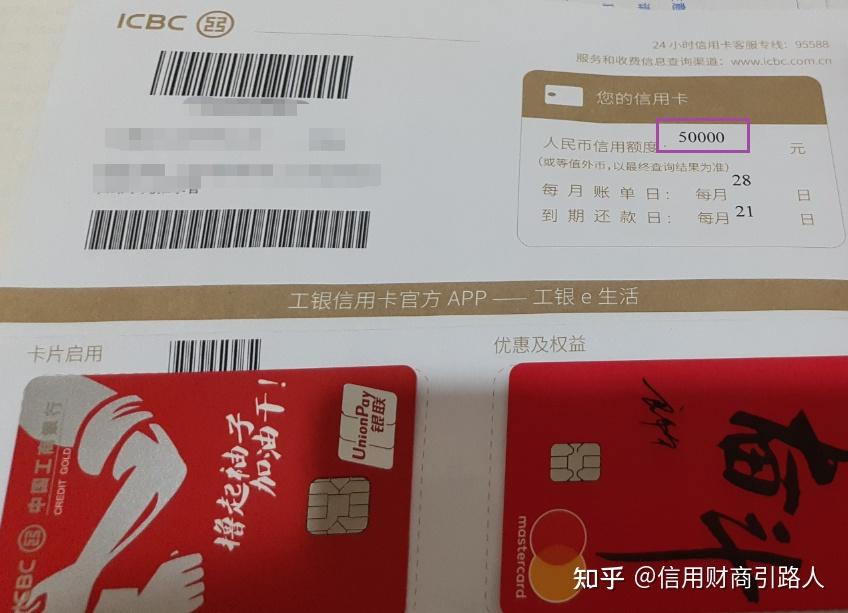 ICBC
24小时信用卡客服专线：95588
服务和收费信息查询渠道：www.icbc.com.cn
您的信用卡
人民币信用额度：50000 元
(或等值外币，以最终查询结果为准)
每月账单日：每月28日
到期还款日：每月21日
工银信用卡官方 APP —— 工银 e 生活
卡片启用
优惠及权益
撸起袖子
加油干！
UnionPay
银联
中国工商银行
CREDIT GOLD
ICBC
奋斗
mastercard
知乎 @信用财商引路人